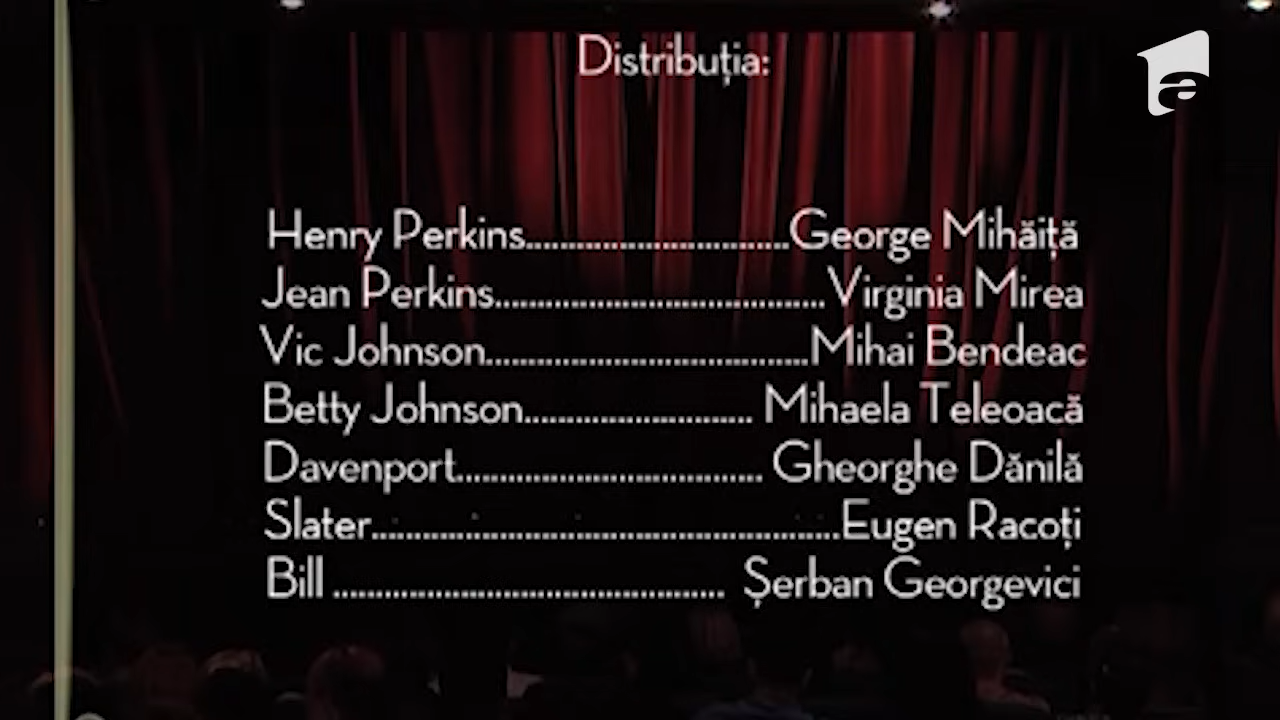 Distribuția:
Henry Perkins................................George Mihăiță
Jean Perkins........................................Virginia Mirea
Vic Johnson.......................................Mihai Bendeac
Betty Johnson............................ Mihaela Teleoacă
Davenport..................................... Gheorghe Dănilă
Slater.........................................................Eugen Racoți
Bill ................................................ Șerban Georgevici
a